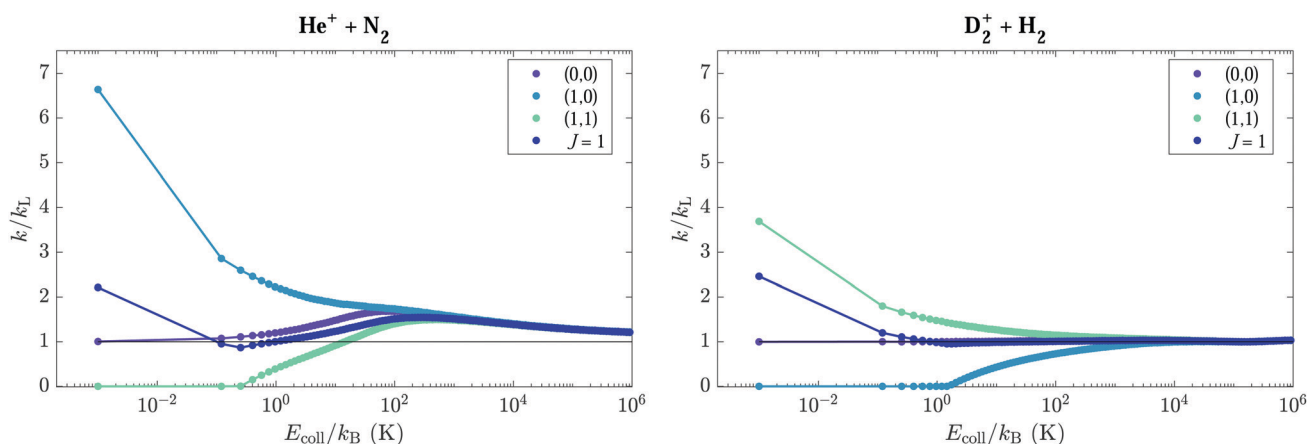 He⁺ + N₂
7
6
5
4
3
2
1
0
k/k_L
(0,0)
(1,0)
(1,1)
J = 1
10⁻² 10⁰ 10² 10⁴ 10⁶
E_coll/k_B (K)
D₂⁺ + H₂
7
6
5
4
3
2
1
0
k/k_L
(0,0)
(1,0)
(1,1)
J = 1
10⁻² 10⁰ 10² 10⁴ 10⁶
E_coll/k_B (K)